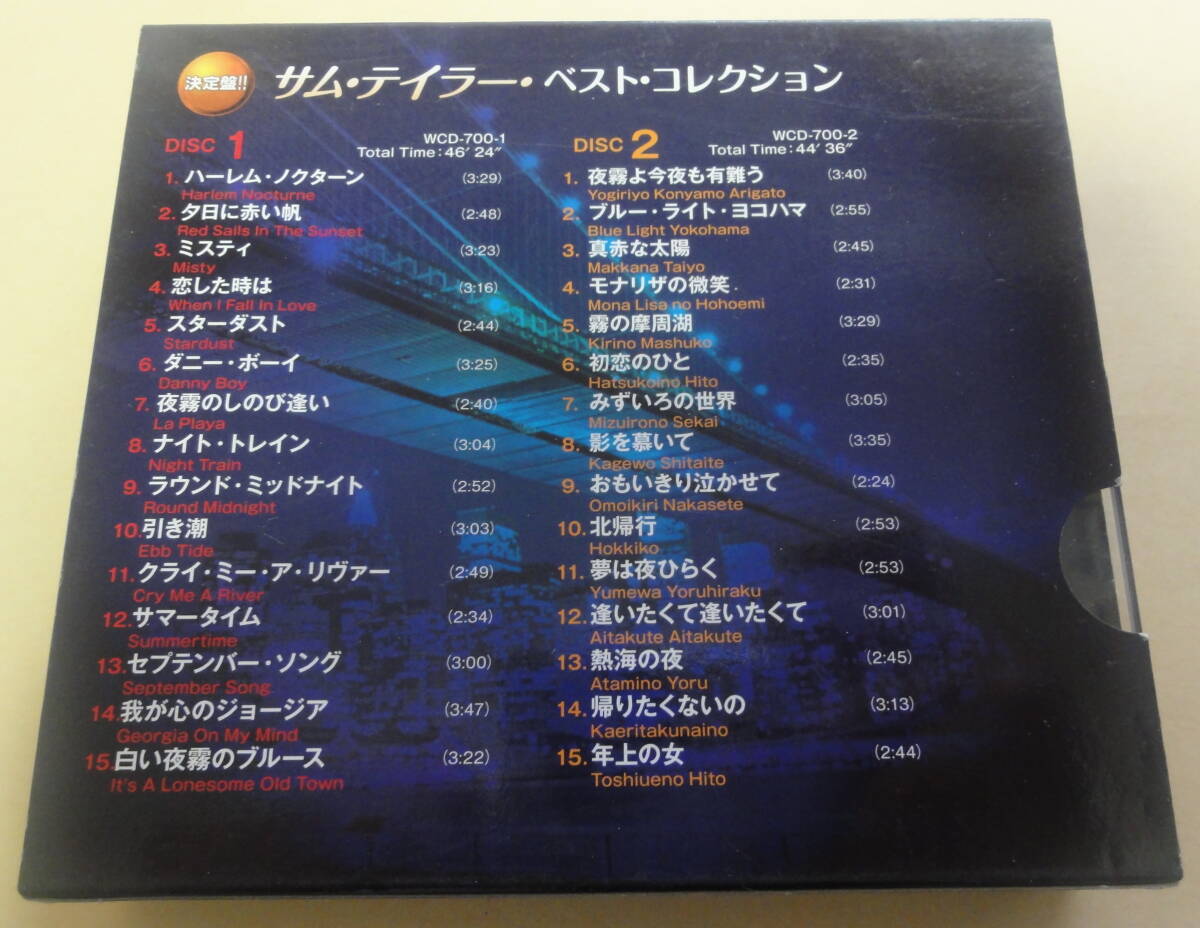 決定盤!! サム・テイラー・ベスト・コレクション
DISC 1
WCD-700-1
Total Time:46′24″
1. ハーレム・ノクターン (3:29)
Harlem Nocturne
2. 夕日に赤い帆 (2:48)
Red Sails In The Sunset
3. ミスティ (3:23)
Misty
4. 恋した時は (3:16)
When I Fall In Love
5. スターダスト (2:44)
Stardust
6. ダニー・ボーイ (3:25)
Danny Boy
7. 夜霧のしのび逢い (2:40)
La Playa
8. ナイト・トレイン (3:04)
Night Train
9. ラウンド・ミッドナイト (2:52)
Round Midnight
10. 引き潮 (3:03)
Ebb Tide
11. クライ・ミー・ア・リヴァー (2:49)
Cry Me A River
12. サマータイム (2:34)
Summertime
13. セプテンバー・ソング (3:00)
September Song
14. 我が心のジョージア (3:47)
Georgia On My Mind
15. 白い夜霧のブルース (3:22)
It's A Lonesome Old Town
DISC 2
WCD-700-2
Total Time:44′36″
1. 夜霧よ今夜も有難う (3:40)
Yogiriyo Konyamo Arigato
2. ブルー・ライト・ヨコハマ (2:55)
Blue Light Yokohama
3. 真赤な太陽 (2:45)
Makkana Taiyo
4. モナリザの微笑 (2:31)
Mona Lisa no Hohoemi
5. 霧の摩周湖 (3:29)
Kirino Mashuko
6. 初恋のひと (2:35)
Hatsukoino Hito
7. みずいろの世界 (3:05)
Mizuirono Sekai
8. 影を慕いて (3:35)
Kagewo Shitaite
9. おもいきり泣かせて (2:24)
Omoikiri Nakasete
10. 北帰行 (2:53)
Hokkiko
11. 夢は夜ひらく (2:53)
Yumewa Yoruhiraku
12. 逢いたくて逢いたくて (3:01)
Aitakute Aitakute
13. 熱海の夜 (2:45)
Atamino Yoru
14. 帰りたくないの (3:13)
Kaeritakunaino
15. 年上の女 (2:44)
Toshiueno Hito